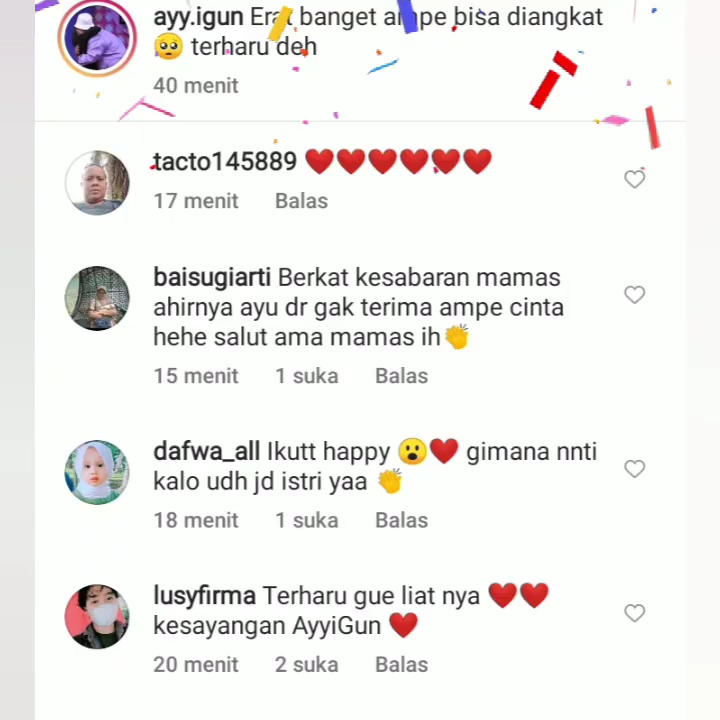 ayy.igun Erat banget ampe bisa diangkat
🥺 terharu deh
40 menit
tacto145889 ❤️❤️❤️❤️❤️❤️
17 menit Balas
baisugiarti Berkat kesabaran mamas
ahirnya ayu dr gak terima ampe cinta
hehe salut ama mamas ih👏
15 menit 1 suka Balas
dafwa_all Ikutt happy 😮❤️ gimana nnti
kalo udh jd istri yaa 👏
18 menit 1 suka Balas
lusyfirma Terharu gue liat nya ❤️❤️
kesayangan AyyiGun ❤️
20 menit 2 suka Balas